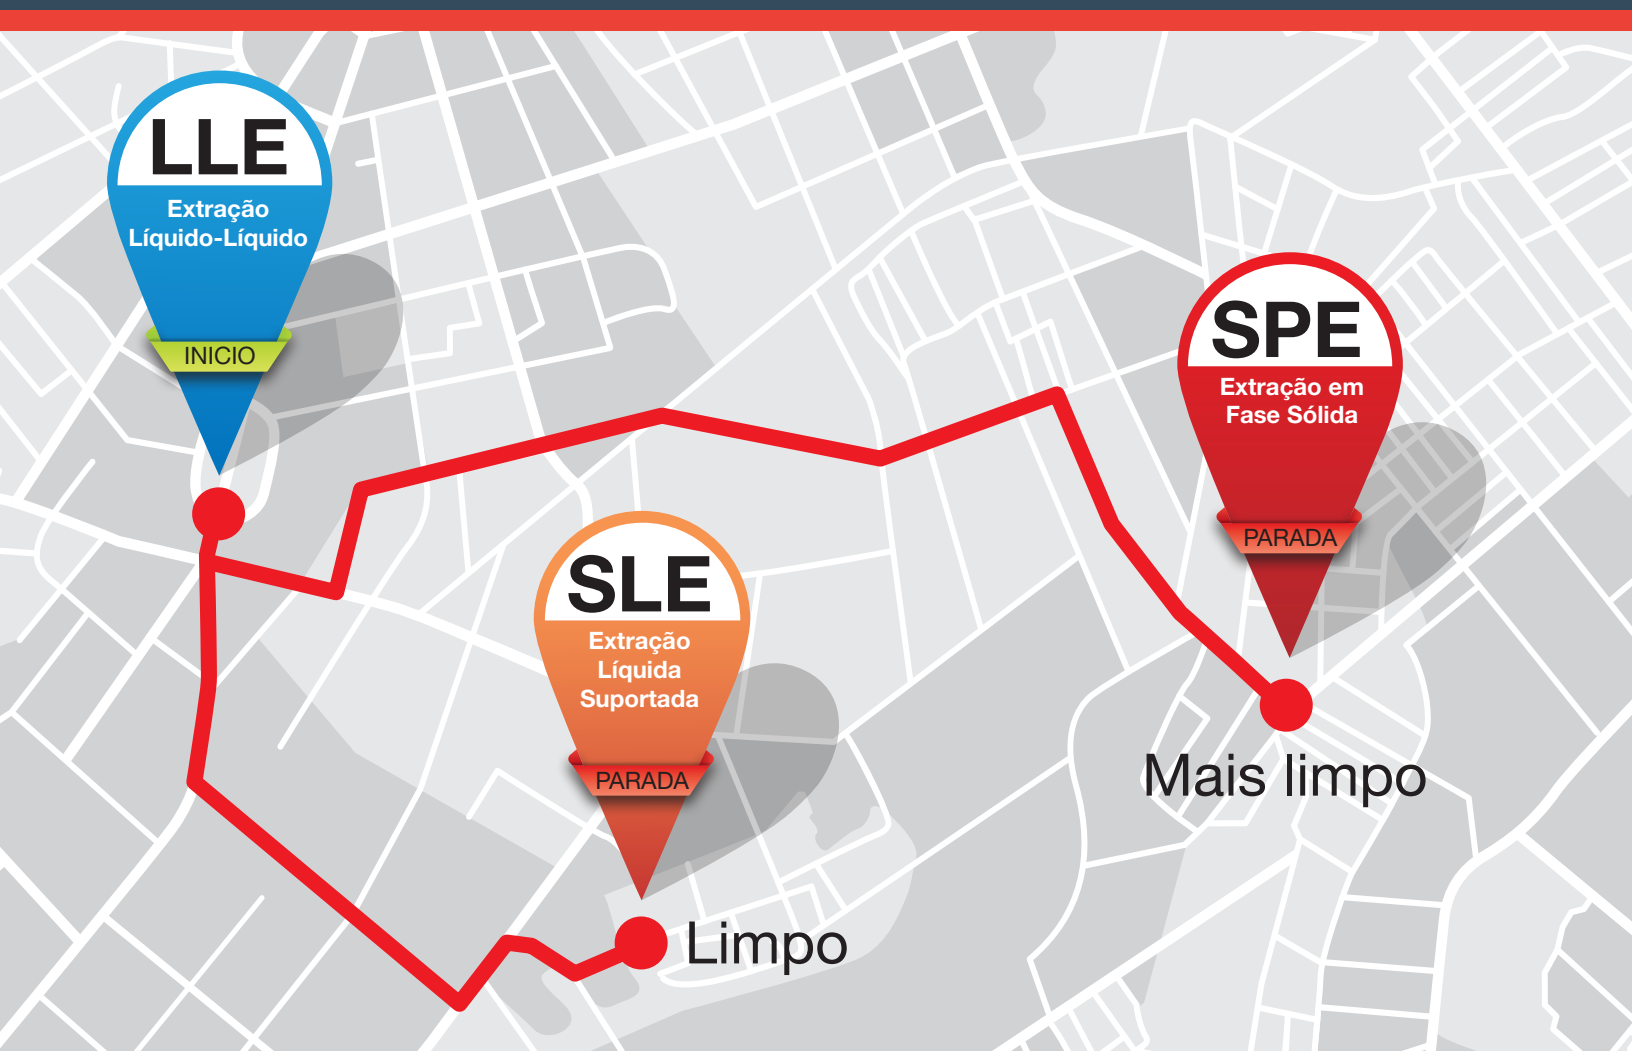 LLE
Extração
Líquido-Líquido
INICIO
SPE
Extração em
Fase Sólida
PARADA
Mais limpo
SLE
Extração
Líquida
Suportada
PARADA
Limpo